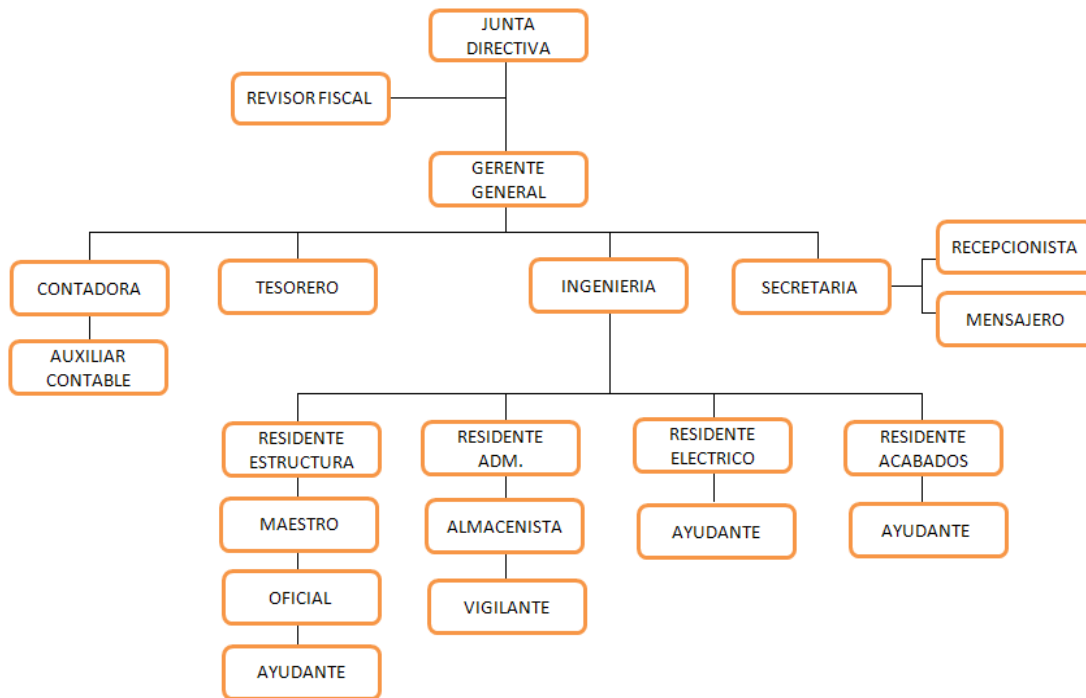 JUNTA
DIRECTIVA
REVISOR FISCAL
GERENTE
GENERAL
CONTADORA
TESORERO
INGENIERIA
SECRETARIA
RECEPCIONISTA
MENSAJERO
AUXILIAR
CONTABLE
RESIDENTE
ESTRUCTURA
RESIDENTE
ADM.
RESIDENTE
ELECTRICO
RESIDENTE
ACABADOS
MAESTRO
ALMACENISTA
AYUDANTE
AYUDANTE
OFICIAL
VIGILANTE
AYUDANTE